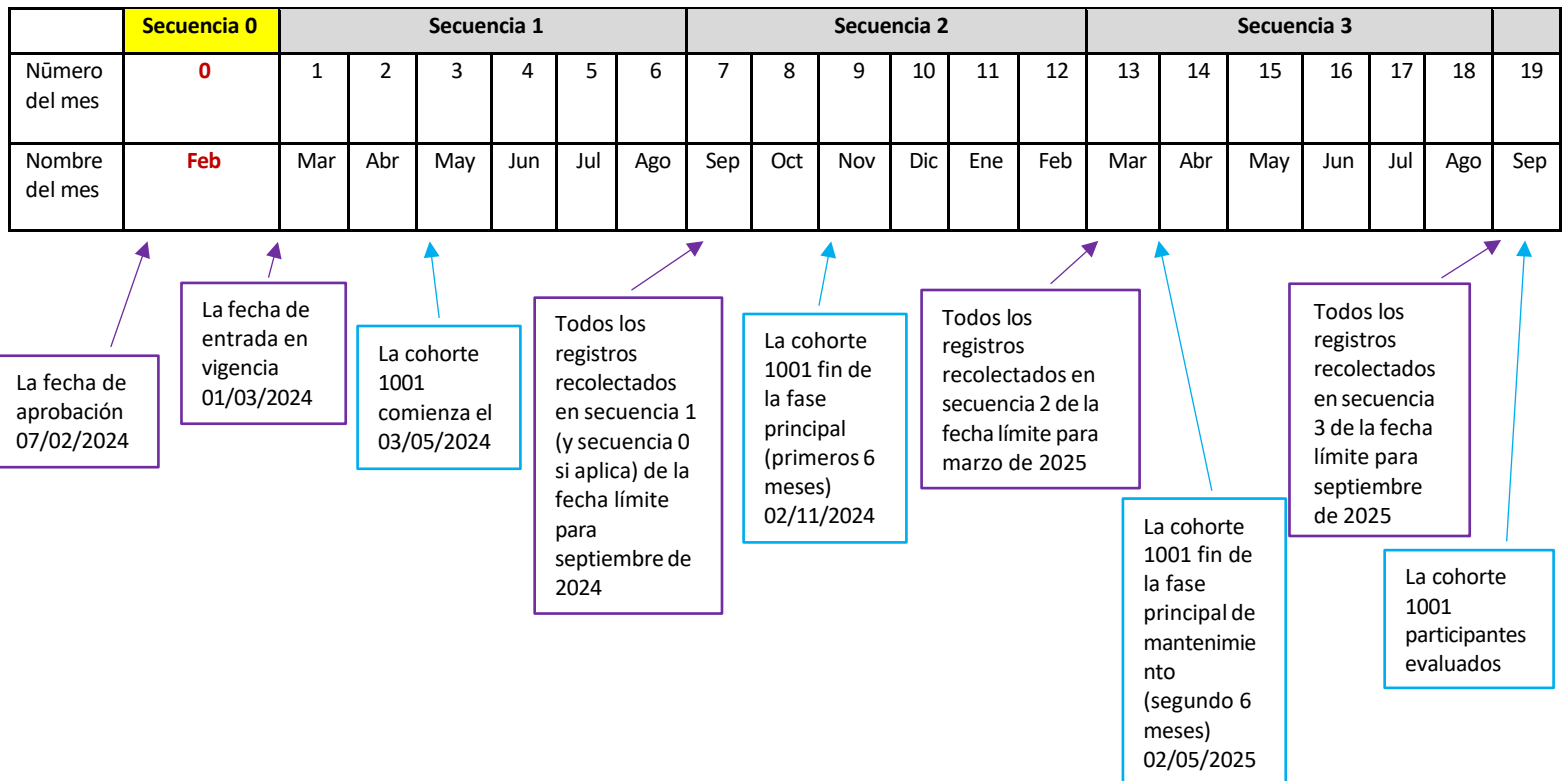 Secuencia 0 Secuencia 1 Secuencia 2 Secuencia 3
Nūmero 0 1 2 3 4 5 6 7 8 9 10 11 12 13 14 15 16 17 18 19
del mes
Nombre Feb Mar Abr May Jun Jul Ago Sep Oct Nov Dic Ene Feb Mar Abr May Jun Jul Ago Sep
del mes
La fecha de
aprobación
07/02/2024
La fecha de
entrada en
vigencia
01/03/2024
La cohorte
1001
comienza el
03/05/2024
Todos los
registros
recolectados
en secuencia 1
(y secuencia 0
si aplica) de la
fecha límite
para
septiembre de
2024
La cohorte
1001 fin de
la fase
principal
(primeros 6
meses)
02/11/2024
Todos los
registros
recolectados en
secuencia 2 de la
fecha límite para
marzo de 2025
La cohorte
1001 fin de
la fase
principal de
mantenimie
nto
(segundo 6
meses)
02/05/2025
Todos los
registros
recolectados
en secuencia
3 de la fecha
límite para
septiembre
de 2025
La cohorte
1001
participantes
evaluados